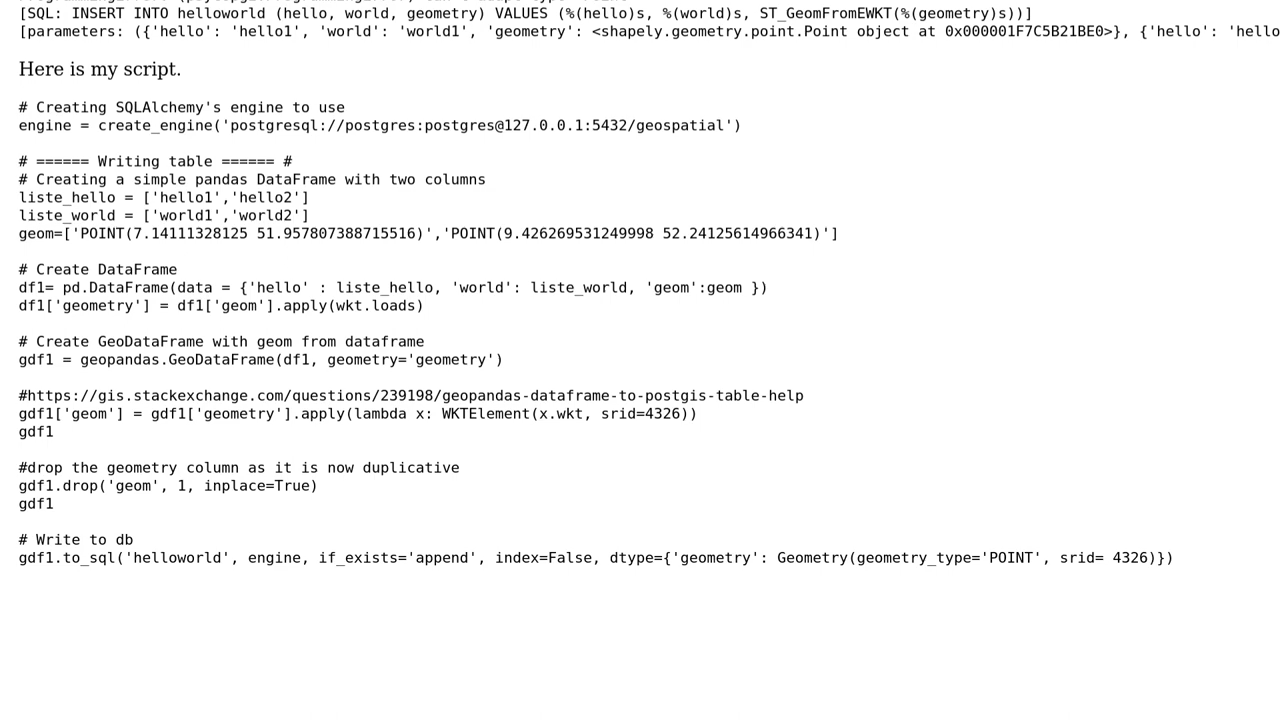 [SQL: INSERT INTO helloworld (hello, world, geometry) VALUES (%(hello)s, %(world)s, ST_GeomFromEWKT(%(geometry)s))]
[parameters: ({'hello': 'hello1', 'world': 'world1', 'geometry': <shapely.geometry.point.Point object at 0x000001F7C5B21BE0>}, {'hello': 'hello
Here is my script.
# Creating SQLAlchemy's engine to use
engine = create_engine('postgresql://postgres:postgres@127.0.0.1:5432/geospatial')
# ====== Writing table ====== #
# Creating a simple pandas DataFrame with two columns
liste_hello = ['hello1','hello2']
liste_world = ['world1','world2']
geom=['POINT(7.14111328125 51.957807388715516)','POINT(9.426269531249998 52.24125614966341)']
# Create DataFrame
df1= pd.DataFrame(data = {'hello' : liste_hello, 'world': liste_world, 'geom':geom })
df1['geometry'] = df1['geom'].apply(wkt.loads)
# Create GeoDataFrame with geom from dataframe
gdf1 = geopandas.GeoDataFrame(df1, geometry='geometry')
#https://gis.stackexchange.com/questions/239198/geopandas-dataframe-to-postgis-table-help
gdf1['geom'] = gdf1['geometry'].apply(lambda x: WKTElement(x.wkt, srid=4326))
gdf1
#drop the geometry column as it is now duplicative
gdf1.drop('geom', 1, inplace=True)
gdf1
# Write to db
gdf1.to_sql('helloworld', engine, if_exists='append', index=False, dtype={'geometry': Geometry(geometry_type='POINT', srid= 4326)})